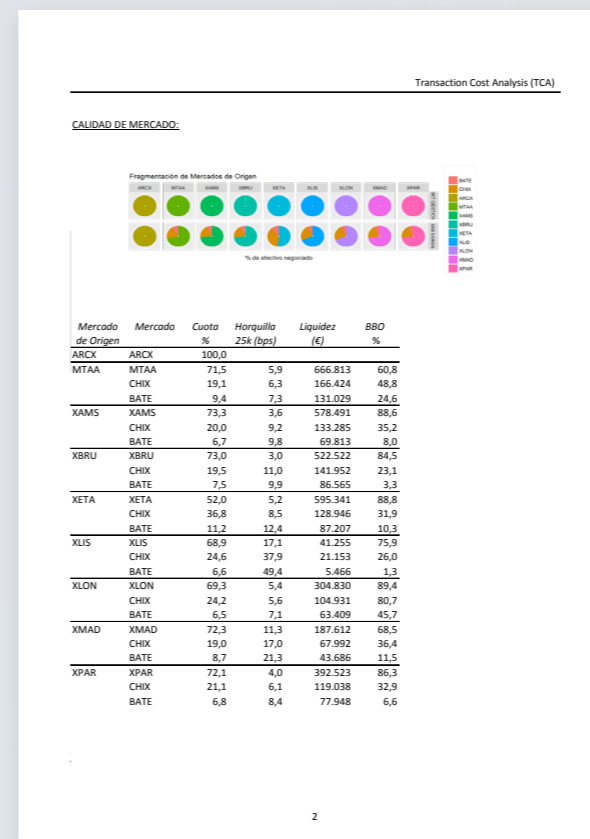 Transaction Cost Analysis (TCA)
CALIDAD DE MERCADO:
Fragmentación de Mercados de Origen
ARCX MTAA XAMS XBRU XETA XLIS XLON XMAD XPAR
% de efectivo negociado
BATE
CHIX
ARCX
MTAA
XAMS
XBRU
XETA
XLIS
XLON
XMAD
XPAR
Mercado Mercado Cuota Horquilla Liquidez BBO
de Origen % 25k (bps) (€) %
ARCX ARCX 100,0
MTAA MTAA 71,5 5,9 666.813 60,8
CHIX 19,1 6,3 166.424 48,8
BATE 9,4 7,3 131.029 24,6
XAMS XAMS 73,3 3,6 578.491 88,6
CHIX 20,0 9,2 133.285 35,2
BATE 6,7 9,8 69.813 8,0
XBRU XBRU 73,0 3,0 522.522 84,5
CHIX 19,5 11,0 141.952 23,1
BATE 7,5 9,9 86.565 3,3
XETA XETA 52,0 5,2 595.341 88,8
CHIX 36,8 8,5 128.946 31,9
BATE 11,2 12,4 87.207 10,3
XLIS XLIS 68,9 17,1 41.255 75,9
CHIX 24,6 37,9 21.153 26,0
BATE 6,6 49,4 5.466 1,3
XLON XLON 69,3 5,4 304.830 89,4
CHIX 24,2 5,6 104.931 80,7
BATE 6,5 7,1 63.409 45,7
XMAD XMAD 72,3 11,3 187.612 68,5
CHIX 19,0 17,0 67.992 36,4
BATE 8,7 21,3 43.686 11,5
XPAR XPAR 72,1 4,0 392.523 86,3
CHIX 21,1 6,1 119.038 32,9
BATE 6,8 8,4 77.948 6,6
2